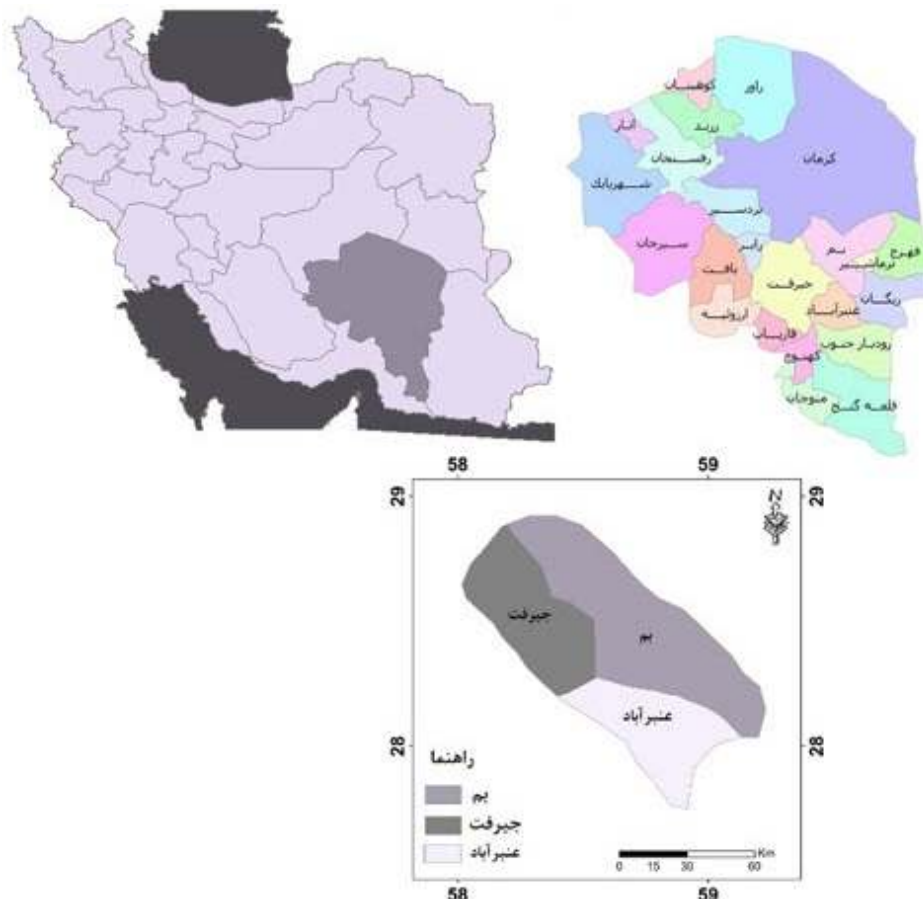 کوهبنان
راور
زرند
انار
رفسنجان
کرمان
شهربابک
بردسیر
سیرجان
رابر
بافت
بم
فهرج
نرماشیر
جیرفت
ریگان
عنبرآباد
ارزوئیه
فاریاب
رودبار جنوب
کهنوج
منوجان
قلعه گنج
58 59
29 29
N
جیرفت
بم
عنبرآباد
28 28
راهنما
بم
جیرفت
عنبرآباد
Km
0 15 30 60
58 59